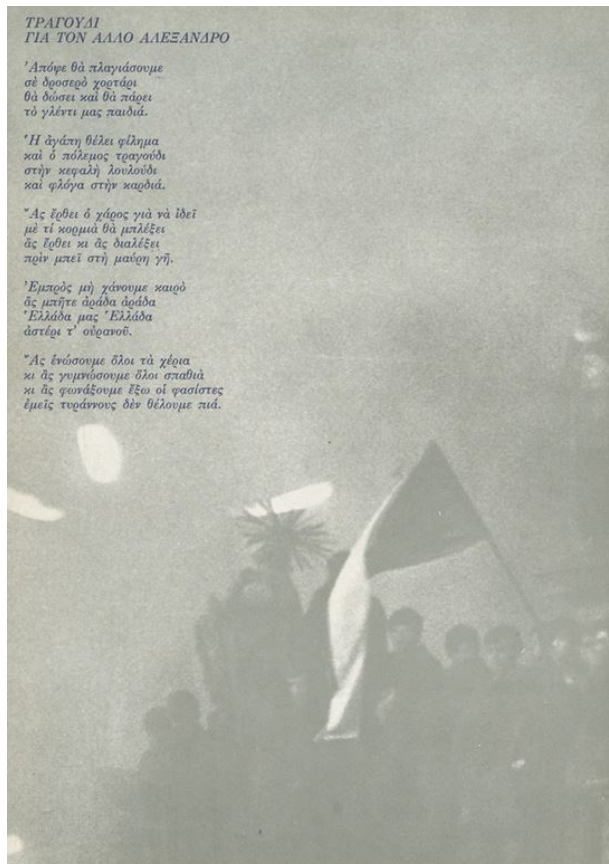 ΤΡΑΓΟΥΔΙ
ΓΙΑ ΤΟΝ ΑΛΛΟ ΑΛΕΞΑΝΔΡΟ
Ἀπόψε θὰ πλαγιάσουμε
σὲ δροσερὸ χορτάρι
θὰ δώσει καὶ θὰ πάρει
τὸ γλέντι μας παιδιά.
Ἡ ἀγάπη θέλει φίλημα
καὶ ὁ πόλεμος τραγούδι
στὴν κεφαλὴ λουλούδι
καὶ φλόγα στὴν καρδιά.
Ἂς ἔρθει ὁ χάρος γιὰ νὰ ἰδεῖ
μὲ τί κορμιὰ θὰ μπλέξει
ἂς ἔρθει κι ἂς διαλέξει
πρὶν μπεῖ στὴ μαύρη γῆ.
Ἐμπρὸς μὴ χάνουμε καιρὸ
ἂς μπῆτε ἀράδα ἀράδα
Ἑλλάδα μας Ἑλλάδα
ἀστέρι τ' οὐρανοῦ.
Ἂς ἑνώσουμε ὅλοι τὰ χέρια
κι ἂς γυμνώσουμε ὅλοι σπαθιὰ
κι ἂς φωνάξουμε ἔξω οἱ φασίστες
ἐμεῖς τυράννους δὲν θέλουμε πιά.